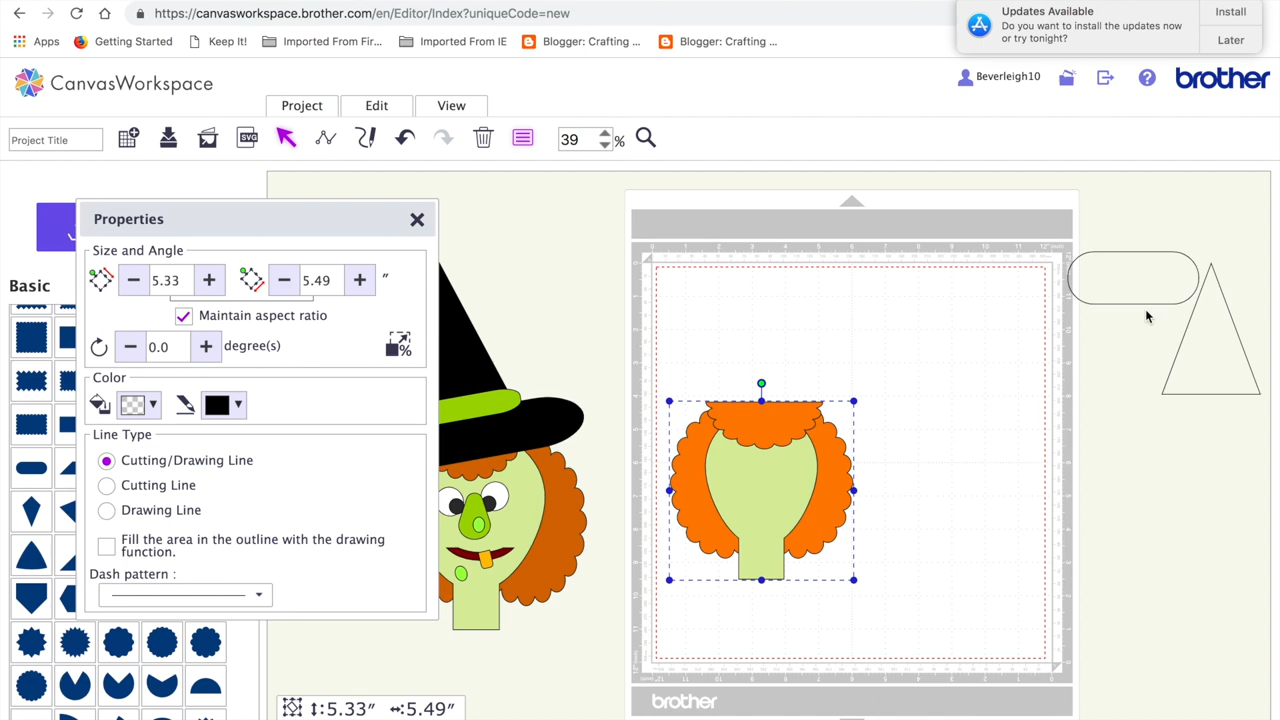 https://canvasworkspace.brother.com/en/Editor/Index?uniqueCode=new
Updates Available
Do you want to install the updates now
or try tonight?
Install
Later
Apps
Getting Started
Keep It!
Imported From Fir...
Imported From IE
Blogger: Crafting ...
Blogger: Crafting ...
CanvasWorkspace
Beverleigh10
?
brother
Project
Edit
View
Project Title
SVG
39
%
Properties
Size and Angle
5.33
5.49
"
Maintain aspect ratio
0.0
degree(s)
%
Color
Line Type
Cutting/Drawing Line
Cutting Line
Drawing Line
Fill the area in the outline with the drawing
function.
Dash pattern :
Basic
↕:5.33" ↔:5.49"
brother